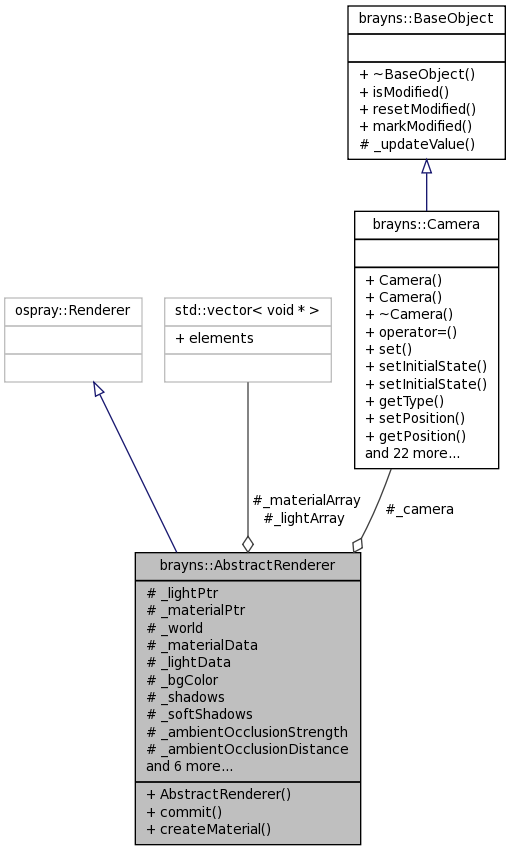 brayns::BaseObject
+ ~BaseObject()
+ isModified()
+ resetModified()
+ markModified()
# _updateValue()
brayns::Camera
+ Camera()
+ Camera()
+ ~Camera()
+ operator=()
+ set()
+ setInitialState()
+ setInitialState()
+ getType()
+ setPosition()
+ getPosition()
and 22 more...
ospray::Renderer
std::vector< void * >
+ elements
#_materialArray
#_lightArray
#_camera
brayns::AbstractRenderer
# _lightPtr
# _materialPtr
# _world
# _materialData
# _lightData
# _bgColor
# _shadows
# _softShadows
# _ambientOcclusionStrength
# _ambientOcclusionDistance
and 6 more...
+ AbstractRenderer()
+ commit()
+ createMaterial()